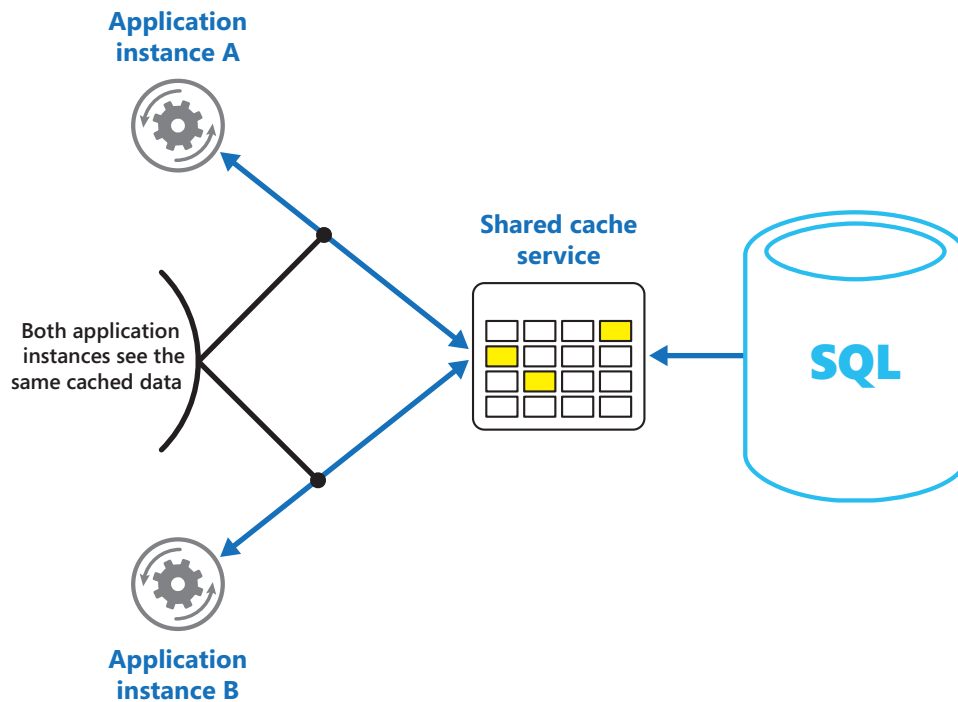 Application
instance A
Shared cache
service
Both application
instances see the
same cached data
SQL
Application
instance B